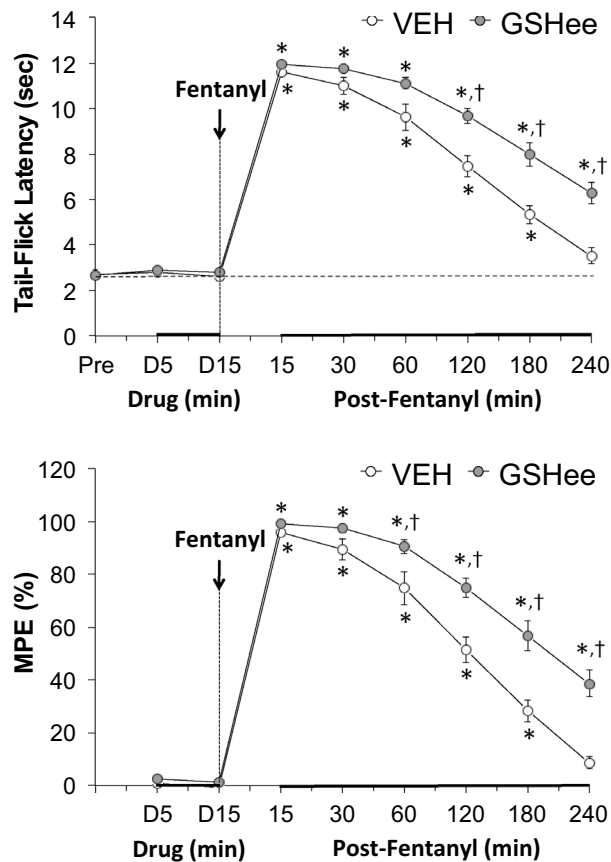 VEH GSHee
14
12
10
8
6
4
2
0
Tail-Flick Latency (sec)
Fentanyl
* * * *,† *,† *,†
* * * * *
Pre D5 D15 15 30 60 120 180 240
Drug (min) Post-Fentanyl (min)
VEH GSHee
120
100
80
60
40
20
0
MPE (%)
Fentanyl
* * *,† *,† *,† *,†
* * * * *
D5 D15 15 30 60 120 180 240
Drug (min) Post-Fentanyl (min)